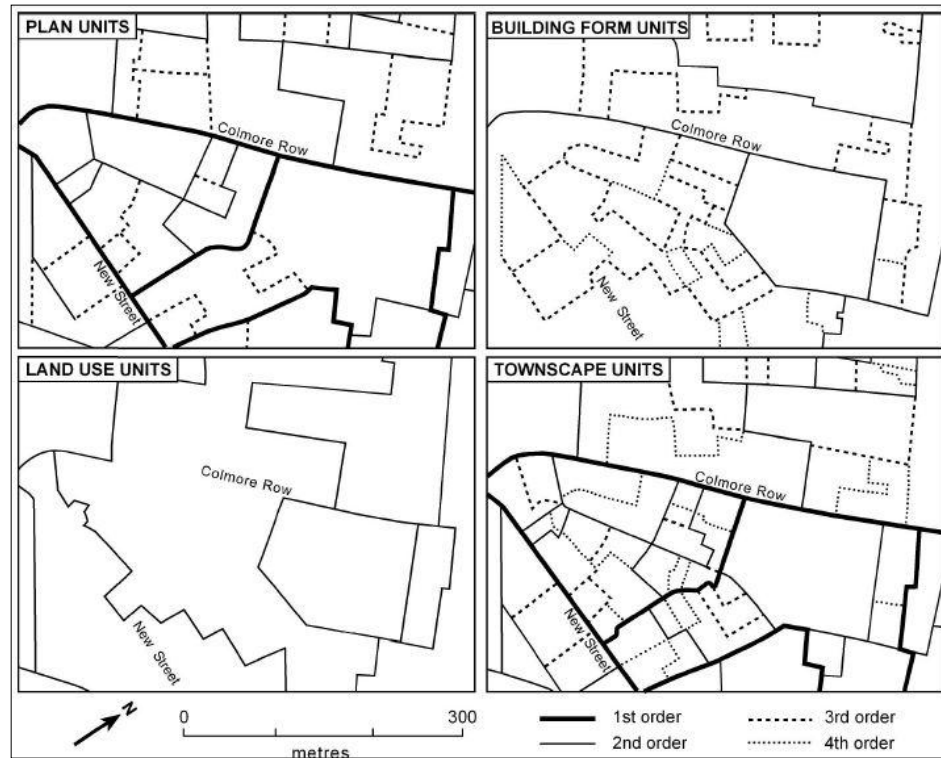 PLAN UNITS
Colmore Row
New Street
BUILDING FORM UNITS
Colmore Row
New Street
LAND USE UNITS
Colmore Row
New Street
TOWNSCAPE UNITS
Colmore Row
New Street
N
0 300
metres
1st order
2nd order
3rd order
4th order